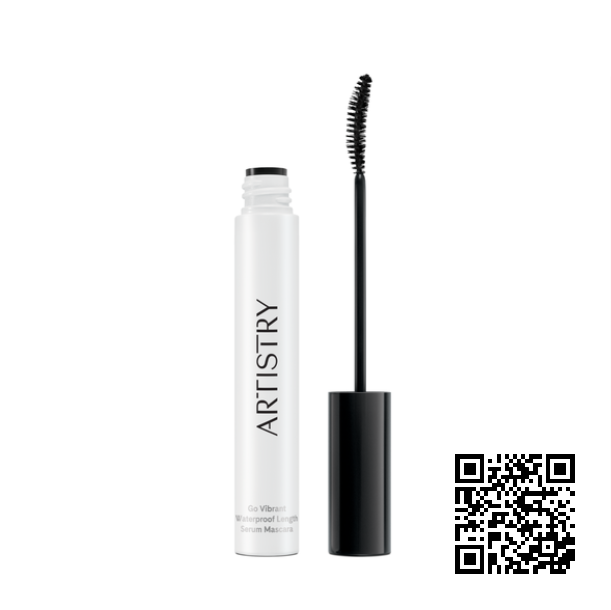 ARTISTRY
Go Vibrant
Waterproof Length
Serum Mascara